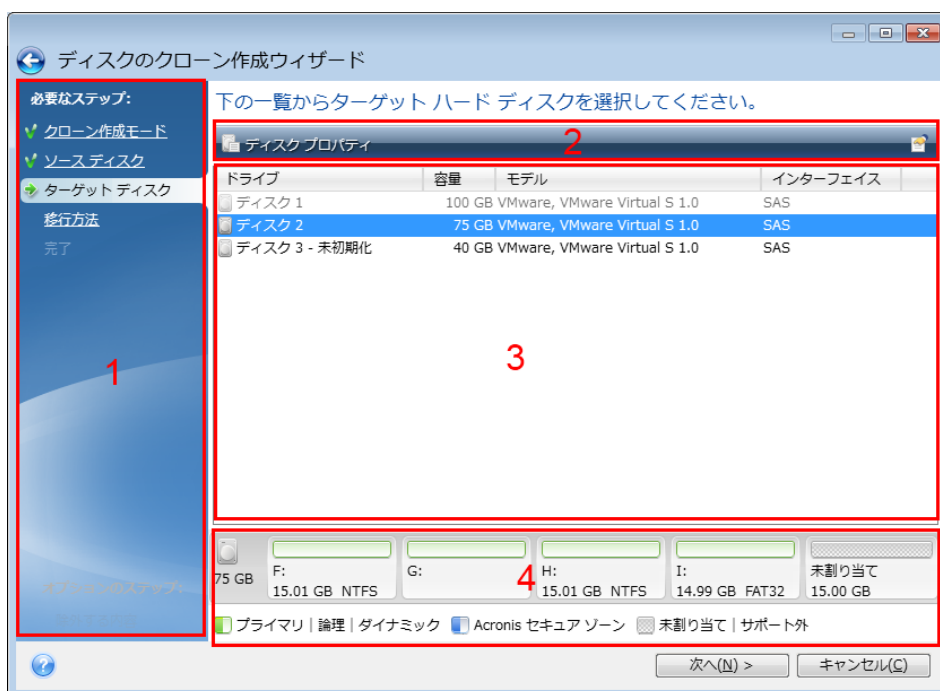 ディスクのクローン作成ウィザード
必要なステップ:
クローン作成モード
ソース ディスク
ターゲット ディスク
移行方法
完了
1
下の一覧からターゲット ハード ディスクを選択してください。
ディスク プロパティ
2
ドライブ 容量 モデル インターフェイス
ディスク 1 100 GB VMware, VMware Virtual S 1.0 SAS
ディスク 2 75 GB VMware, VMware Virtual S 1.0 SAS
ディスク 3 - 未初期化 40 GB VMware, VMware Virtual S 1.0 SAS
3
75 GB
F:
15.01 GB NTFS
G:
4
H:
15.01 GB NTFS
I:
14.99 GB FAT32
未割り当て
15.00 GB
プライマリ | 論理 | ダイナミック Acronis セキュア ゾーン 未割り当て | サポート外
?
次へ(N) > キャンセル(C)